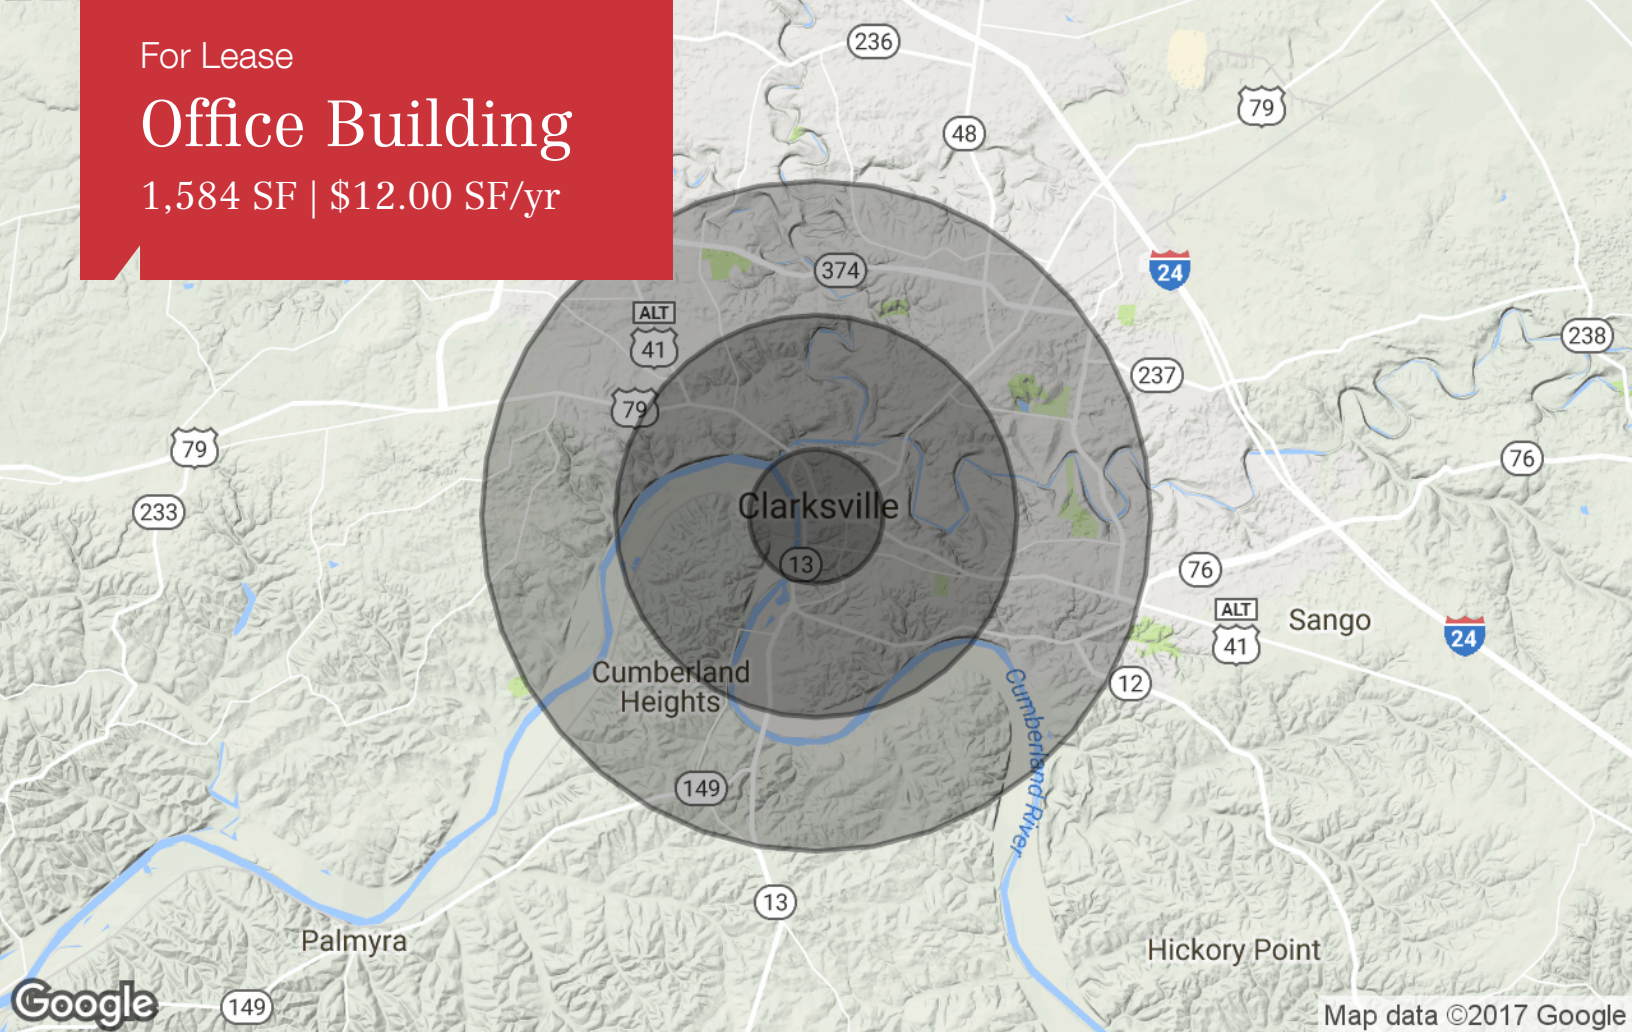 For Lease
Office Building
1,584 SF | $12.00 SF/yr
236
79
48
24
374
ALT
41
238
237
79
79
76
Clarksville
233
13
76
ALT
41
Sango
24
Cumberland
Heights
12
Cumberland River
149
13
Palmyra
Hickory Point
Google
149
Map data ©2017 Google